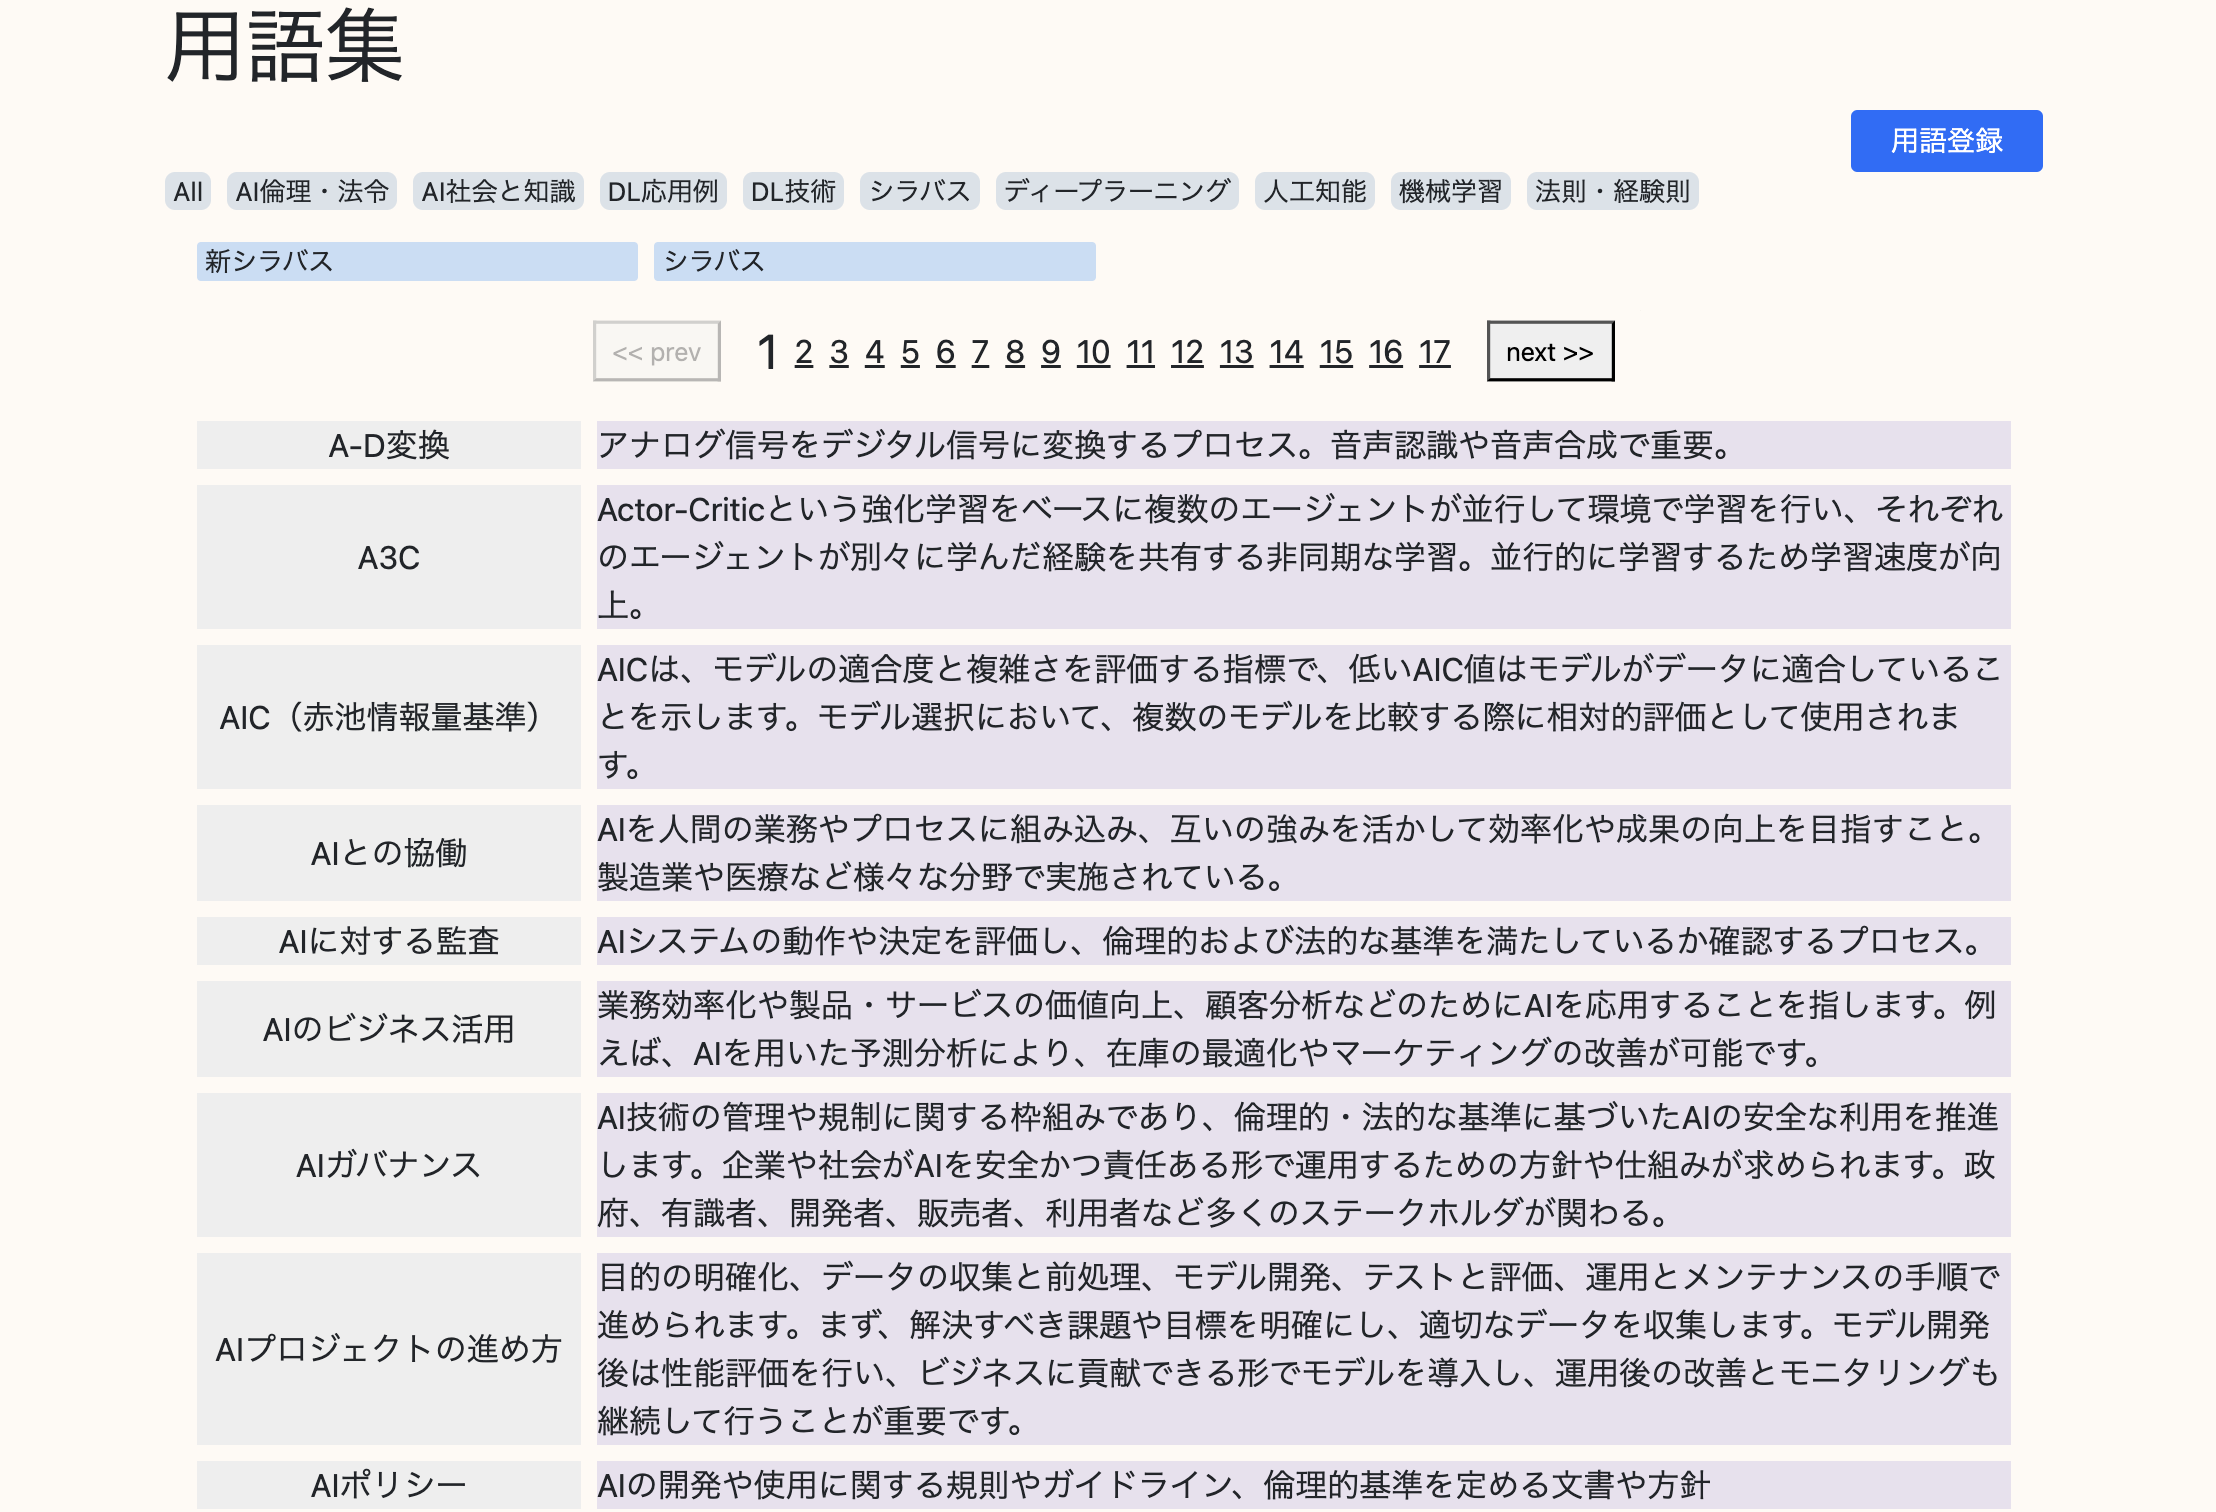 用語集
用語登録
All AI倫理・法令 AI社会と知識 DL応用例 DL技術 シラバス ディープラーニング 人工知能 機械学習 法則・経験則
新シラバス シラバス
<< prev 1 2 3 4 5 6 7 8 9 10 11 12 13 14 15 16 17 next >>
A-D変換
アナログ信号をデジタル信号に変換するプロセス。音声認識や音声合成で重要。
A3C
Actor-Criticという強化学習をベースに複数のエージェントが並行して環境で学習を行い、それぞれ
のエージェントが別々に学んだ経験を共有する非同期な学習。並行的に学習するため学習速度が向
上。
AIC（赤池情報量基準）
AICは、モデルの適合度と複雑さを評価する指標で、低いAIC値はモデルがデータに適合しているこ
とを示します。モデル選択において、複数のモデルを比較する際に相対的評価として使用されま
す。
AIとの協働
AIを人間の業務やプロセスに組み込み、互いの強みを活かして効率化や成果の向上を目指すこと。
製造業や医療など様々な分野で実施されている。
AIに対する監査
AIシステムの動作や決定を評価し、倫理的および法的な基準を満たしているか確認するプロセス。
AIのビジネス活用
業務効率化や製品・サービスの価値向上、顧客分析などのためにAIを応用することを指します。例
えば、AIを用いた予測分析により、在庫の最適化やマーケティングの改善が可能です。
AIガバナンス
AI技術の管理や規制に関する枠組みであり、倫理的・法的な基準に基づいたAIの安全な利用を推進
します。企業や社会がAIを安全かつ責任ある形で運用するための方針や仕組みが求められます。政
府、有識者、開発者、販売者、利用者など多くのステークホルダが関わる。
AIプロジェクトの進め方
目的の明確化、データの収集と前処理、モデル開発、テストと評価、運用とメンテナンスの手順で
進められます。まず、解決すべき課題や目標を明確にし、適切なデータを収集します。モデル開発
後は性能評価を行い、ビジネスに貢献できる形でモデルを導入し、運用後の改善とモニタリングも
継続して行うことが重要です。
AIポリシー
AIの開発や使用に関する規則やガイドライン、倫理的基準を定める文書や方針